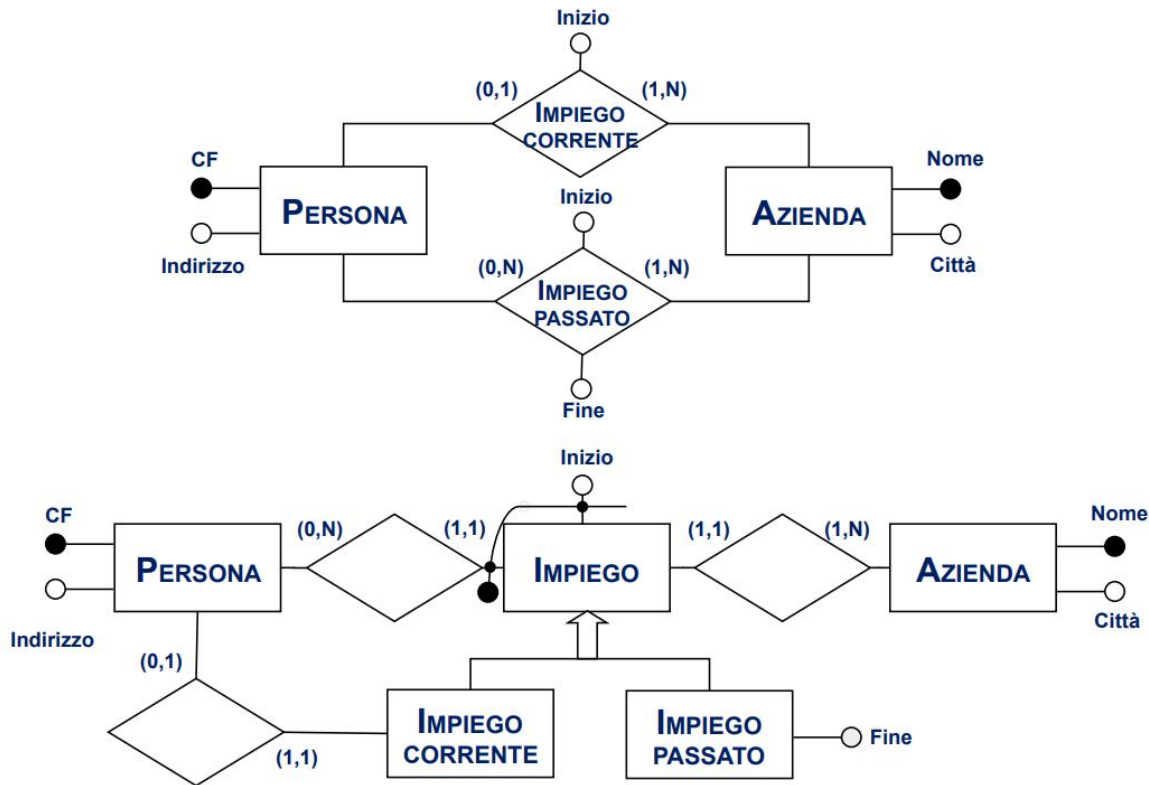 Inizio
(0,1)
(1,N)
IMPIEGO
CORRENTE
CF
Nome
PERSONA
AZIENDA
Inizio
Indirizzo
Città
(0,N)
(1,N)
IMPIEGO
PASSATO
Fine
Inizio
CF
(0,N)
(1,1)
(1,1)
(1,N)
Nome
PERSONA
IMPIEGO
AZIENDA
Indirizzo
Città
(0,1)
IMPIEGO
CORRENTE
IMPIEGO
PASSATO
Fine
(1,1)